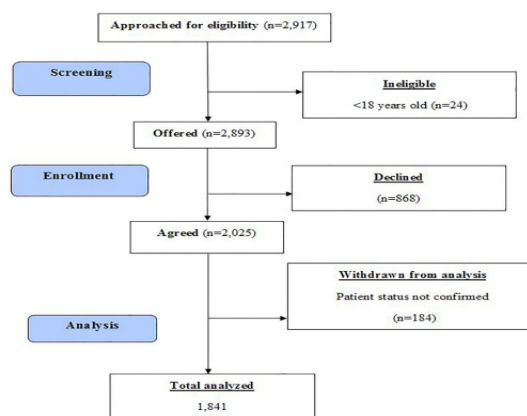 Approached for eligibility (n=2,917)
Screening
Ineligible
<18 years old (n=24)
Offered (n=2,893)
Enrollment
Declined
(n=868)
Agreed (n=2,025)
Withdrawn from analysis
Patient status not confirmed
(n=184)
Analysis
Total analyzed
1,841